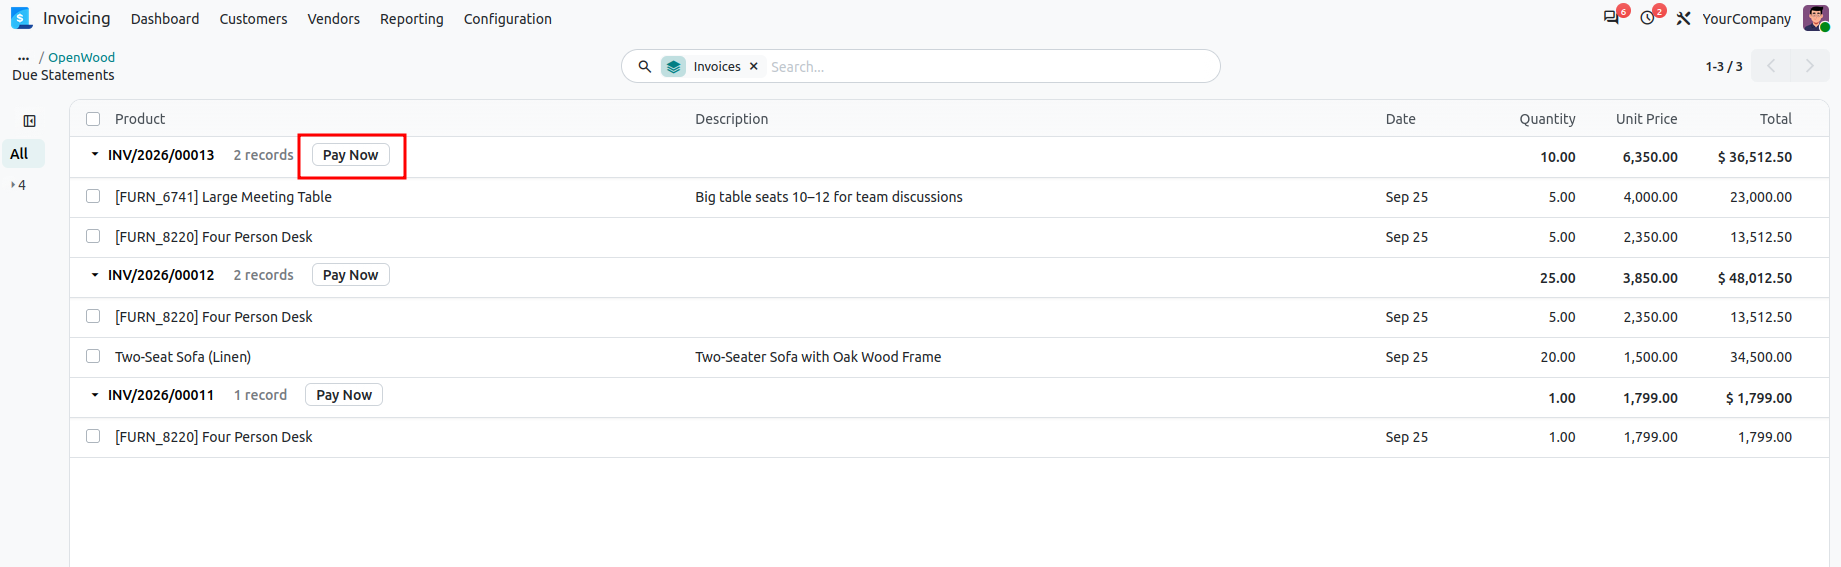 Invoicing Dashboard Customers Vendors Reporting Configuration 6 2 YourCompany
... / OpenWood
Due Statements
Invoices × Search...
1-3 / 3
Product Description Date Quantity Unit Price Total
All
4
INV/2026/00013 2 records Pay Now 10.00 6,350.00 $ 36,512.50
[FURN_6741] Large Meeting Table Big table seats 10–12 for team discussions Sep 25 5.00 4,000.00 23,000.00
[FURN_8220] Four Person Desk Sep 25 5.00 2,350.00 13,512.50
INV/2026/00012 2 records Pay Now 25.00 3,850.00 $ 48,012.50
[FURN_8220] Four Person Desk Sep 25 5.00 2,350.00 13,512.50
Two-Seat Sofa (Linen) Two-Seater Sofa with Oak Wood Frame Sep 25 20.00 1,500.00 34,500.00
INV/2026/00011 1 record Pay Now 1.00 1,799.00 $ 1,799.00
[FURN_8220] Four Person Desk Sep 25 1.00 1,799.00 1,799.00